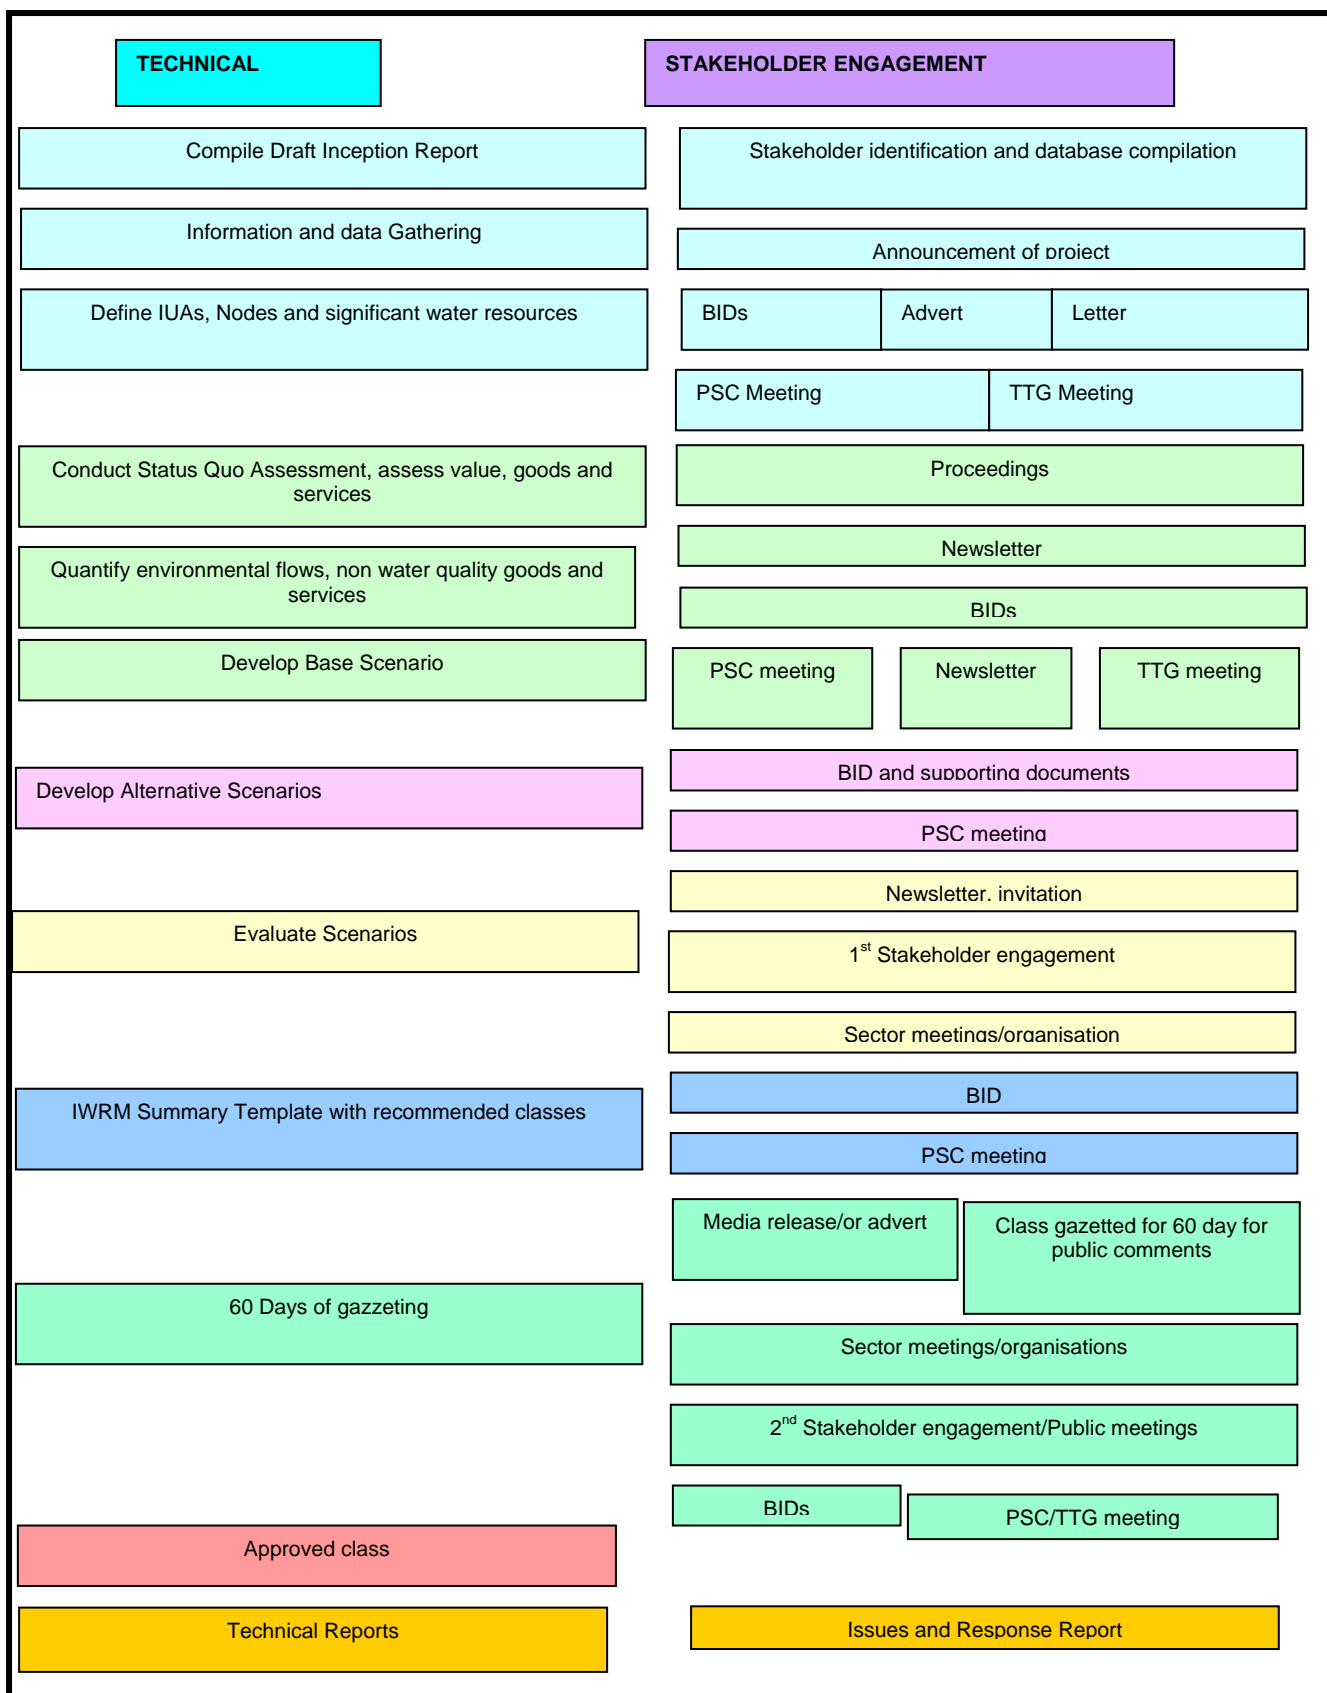 TECHNICAL
STAKEHOLDER ENGAGEMENT
Compile Draft Inception Report
Stakeholder identification and database compilation
Information and data Gathering
Announcement of project
Define IUAs, Nodes and significant water resources
BIDs
Advert
Letter
PSC Meeting
TTG Meeting
Conduct Status Quo Assessment, assess value, goods and
services
Proceedings
Newsletter
Quantify environmental flows, non water quality goods and
services
BIDs
Develop Base Scenario
PSC meeting
Newsletter
TTG meeting
BID and supporting documents
Develop Alternative Scenarios
PSC meeting
Newsletter, invitation
Evaluate Scenarios
1st Stakeholder engagement
Sector meetings/organisation
IWRM Summary Template with recommended classes
BID
PSC meeting
Media release/or advert
Class gazetted for 60 day for
public comments
60 Days of gazzeting
Sector meetings/organisations
2nd Stakeholder engagement/Public meetings
BIDs
PSC/TTG meeting
Approved class
Technical Reports
Issues and Response Report